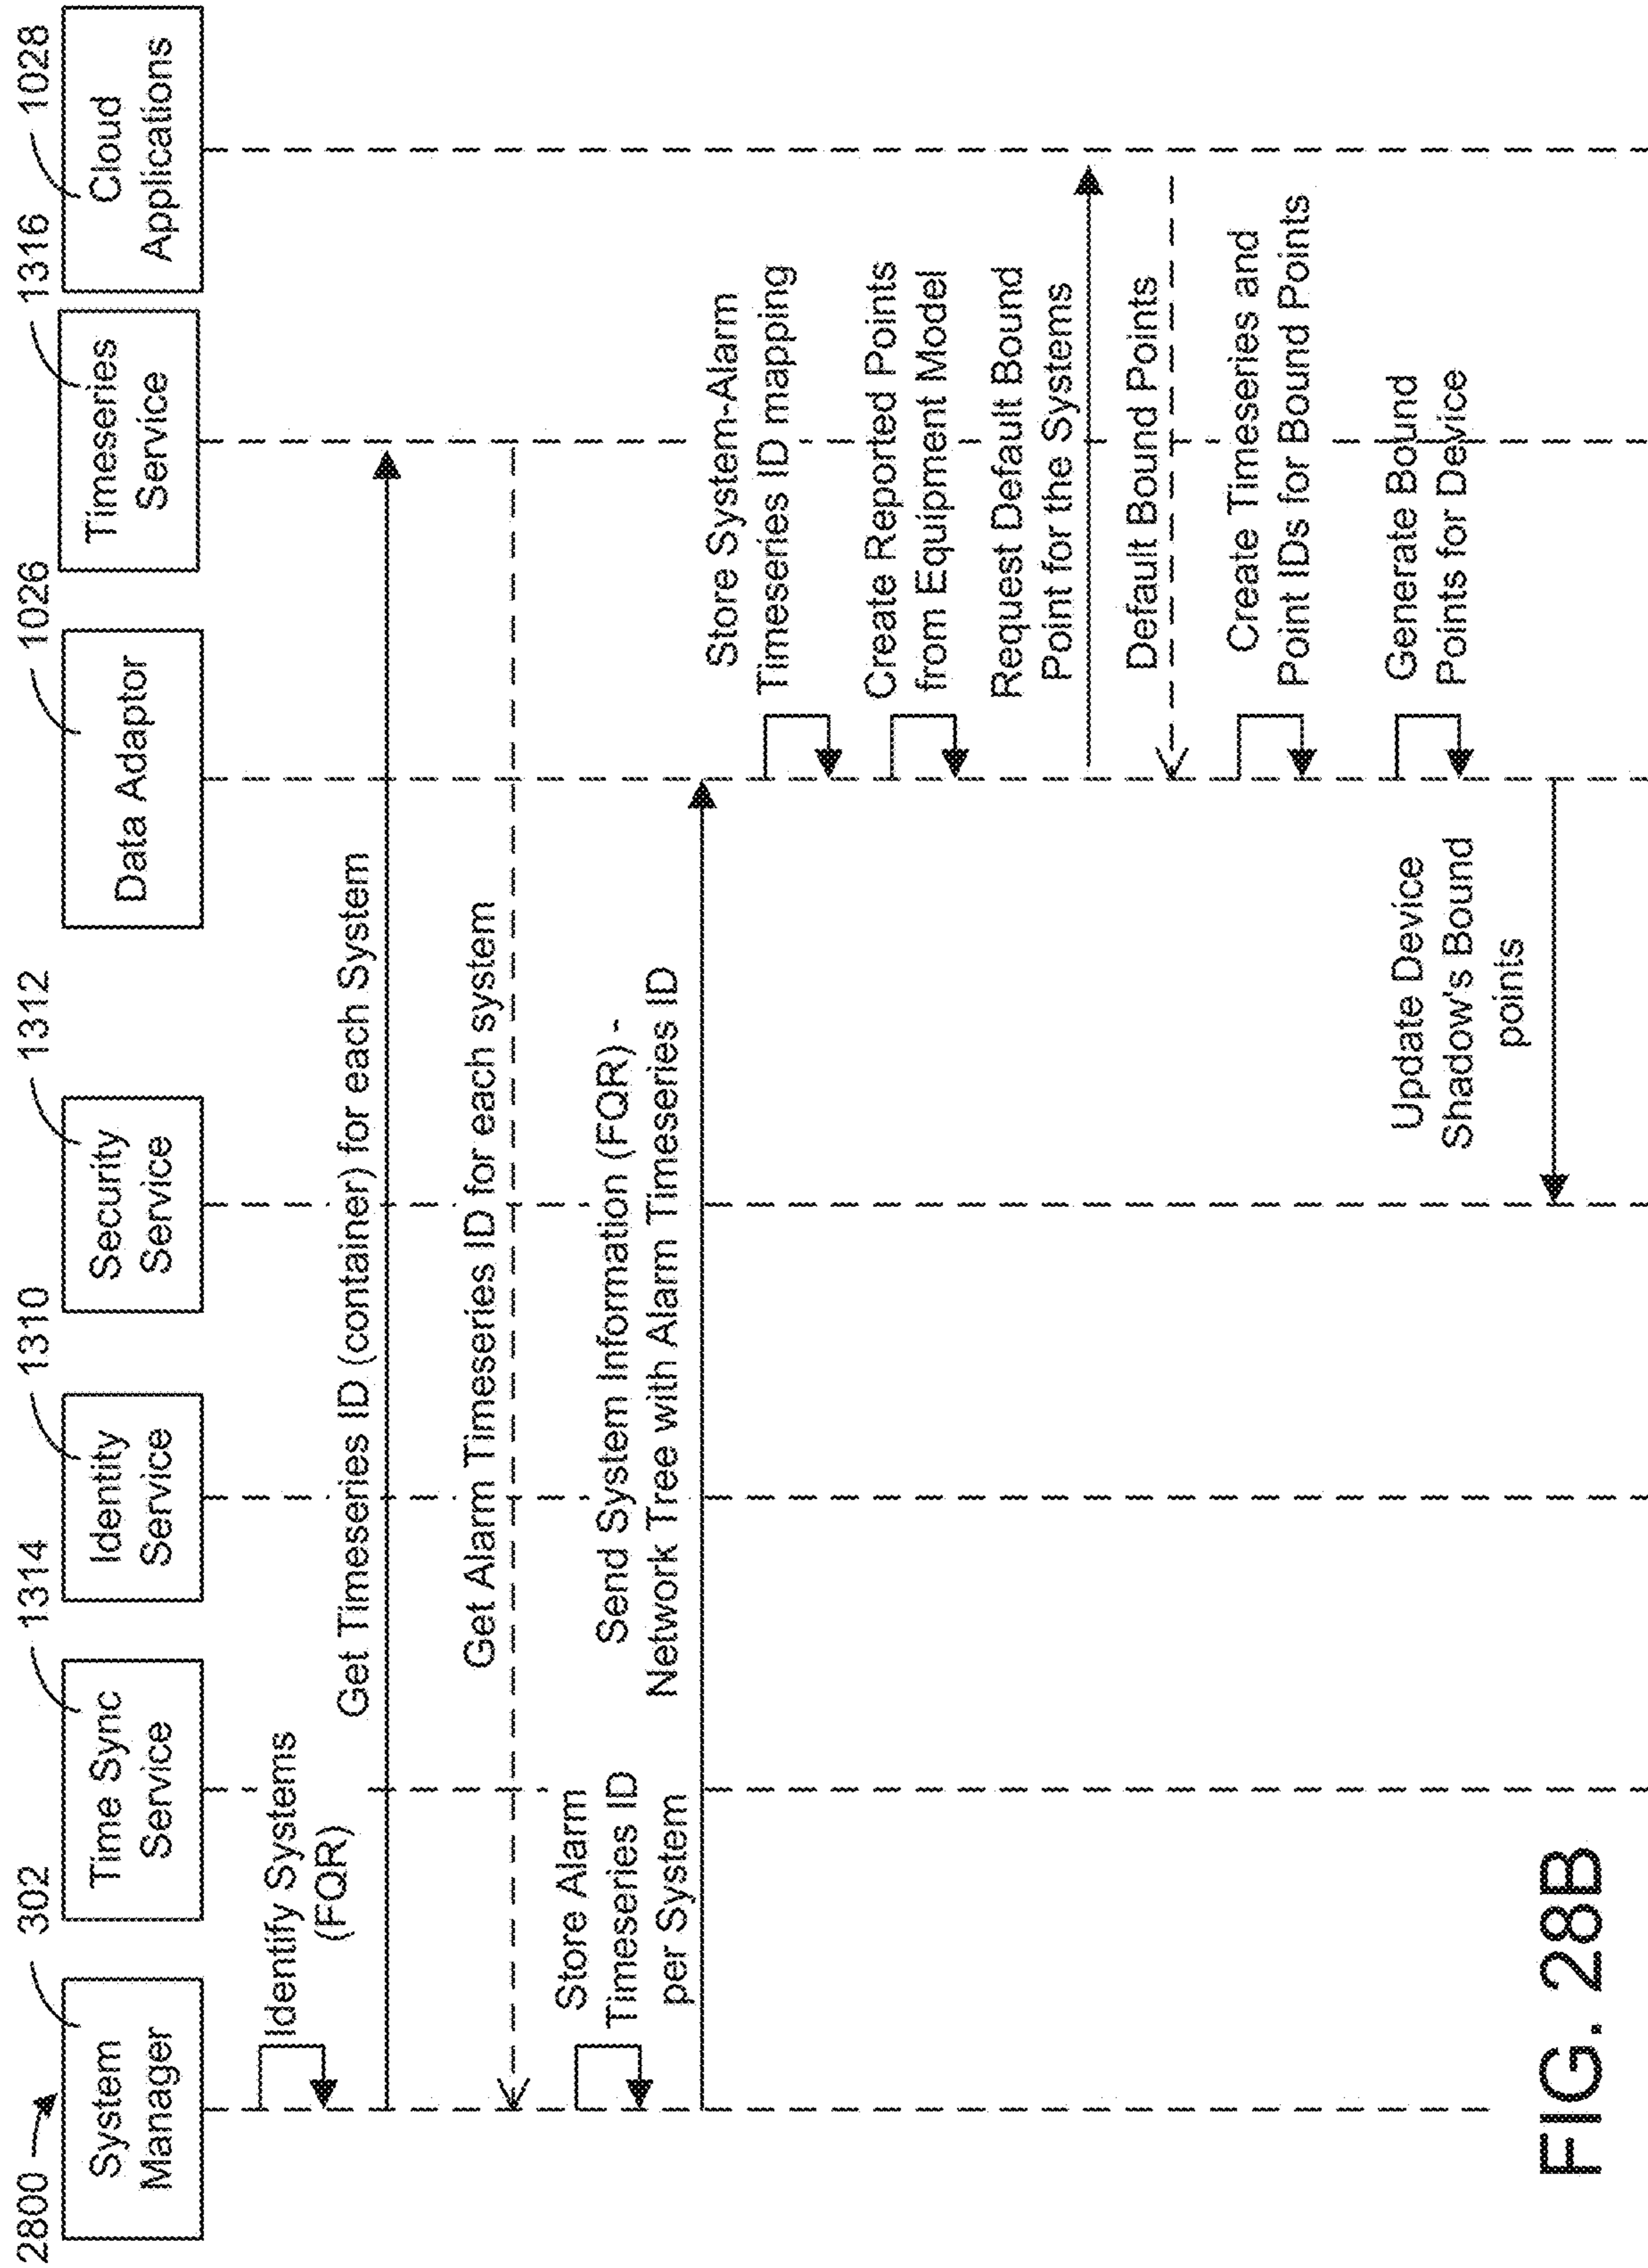 2800
302
System
Manager
1314
Time Sync
Service
1310
Identity
Service
1312
Security
Service
1026
Data Adaptor
1316
Timeseries
Service
1028
Cloud
Applications
Identify Systems
(FQR)
Get Timeseries ID (container) for each System
Get Alarm Timeseries ID for each system
Store Alarm
Timeseries ID
per System
Send System Information (FQR) -
Network Tree with Alarm Timeseries ID
Store System-Alarm
Timeseries ID mapping
Create Reported Points
from Equipment Model
Request Default Bound
Point for the Systems
Default Bound Points
Create Timeseries and
Point IDs for Bound Points
Generate Bound
Points for Device
Update Device
Shadow's Bound
points
FIG. 28B